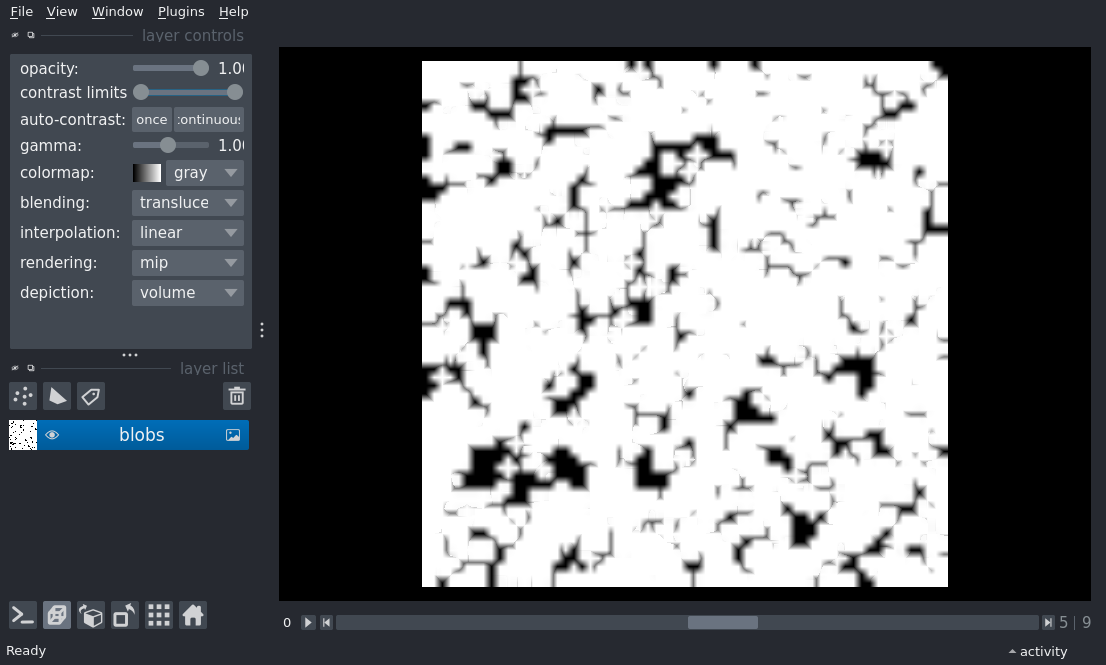 File View Window Plugins Help
layer controls
opacity: 1.00
contrast limits
auto-contrast: once continuous
gamma: 1.00
colormap: gray
blending: transluce
interpolation: linear
rendering: mip
depiction: volume
layer list
blobs
0 5 | 9
Ready activity